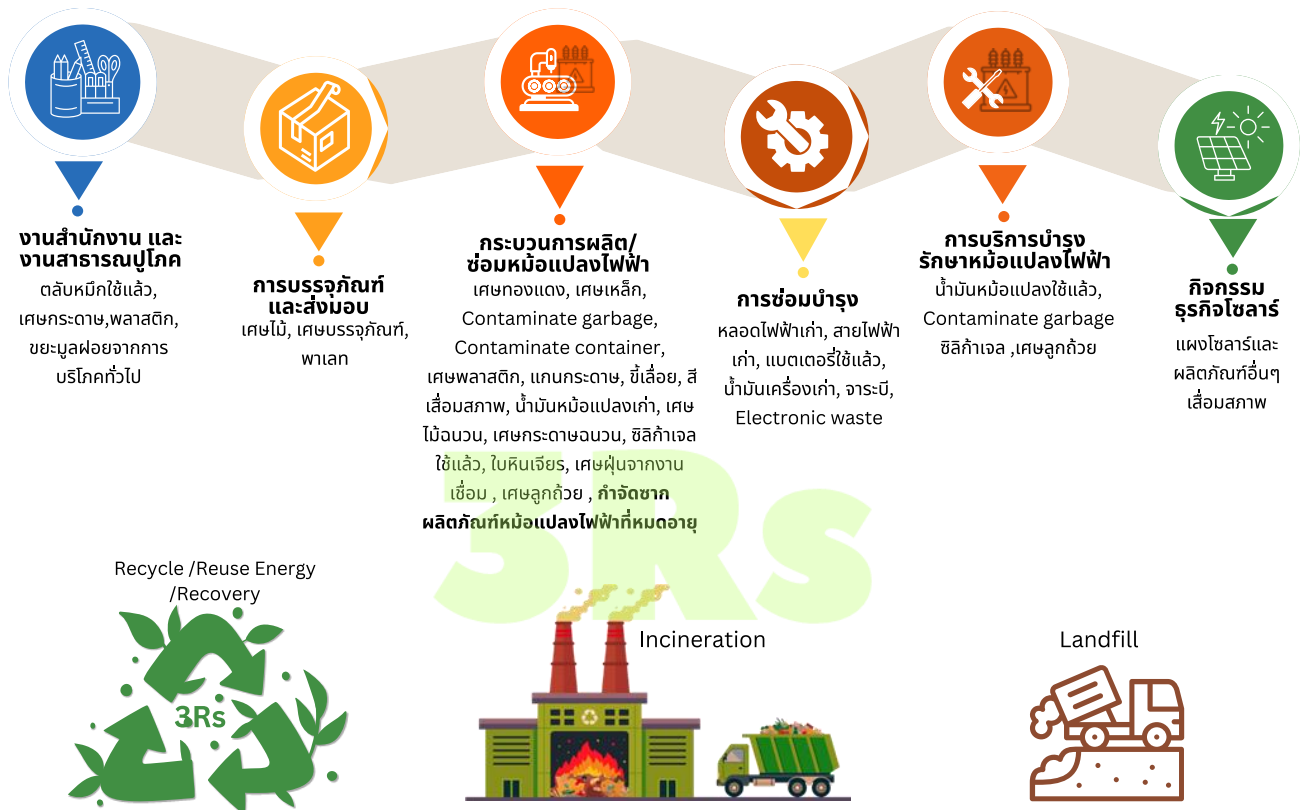 งานสำนักงาน และ
งานสาธารณปูโภค
ตลับหมึกใช้แล้ว,
เศษกระดาษ,พลาสติก,
ขยะมูลฝอยจากการ
บริโภคทั่วไป
การบรรจุภัณฑ์
และส่งมอบ
เศษไม้, เศษบรรจุภัณฑ์,
พาเลท
กระบวนการผลิต/
ซ่อมหม้อแปลงไฟฟ้า
เศษทองแดง, เศษเหล็ก,
Contaminate garbage,
Contaminate container,
เศษพลาสติก, แกนกระดาษ, ขี้เลื่อย, สี
เสื่อมสภาพ, น้ำมันหม้อแปลงเก่า, เศษ
ไม้ฉนวน, เศษกระดาษฉนวน, ซิลิก้าเจล
ใช้แล้ว, ใบหินเจียร, เศษฝุ่นจากงาน
เชื่อม , เศษลูกถ้วย , กำจัดซาก
ผลิตภัณฑ์หม้อแปลงไฟฟ้าที่หมดอายุ
การซ่อมบำรุง
หลอดไฟฟ้าเก่า, สายไฟฟ้า
เก่า, แบตเตอรี่ใช้แล้ว,
น้ำมันเครื่องเก่า, จาระบี,
Electronic waste
การบริการบำรุง
รักษาหม้อแปลงไฟฟ้า
น้ำมันหม้อแปลงใช้แล้ว,
Contaminate garbage
ซิลิก้าเจล ,เศษลูกถ้วย
กิจกรรม
ธุรกิจโซลาร์
แผงโซลาร์และ
ผลิตภัณฑ์อื่นๆ
เสื่อมสภาพ
3Rs
Recycle /Reuse Energy
/Recovery
3Rs
Incineration
Landfill